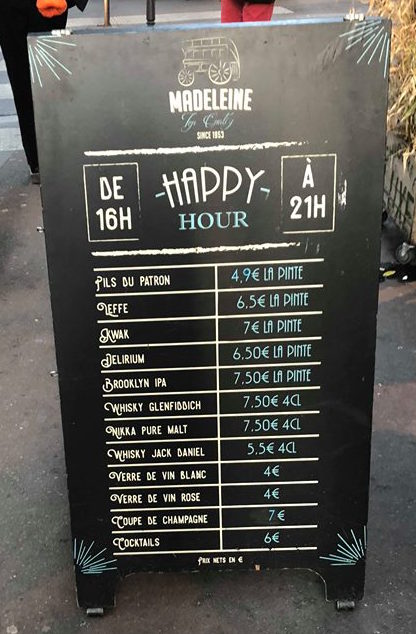 MADELEINE
SINCE 1953
DE 16H
HAPPY HOUR
À 21H
PILS DU PATRON 4,9€ LA PINTE
LEFFE 6,5€ LA PINTE
KWAK 7€ LA PINTE
DELIRIUM 6,50€ LA PINTE
BROOKLYN IPA 7,50€ LA PINTE
WHISKY GLENFIDDICH 7,50€ 4CL
NIKKA PURE MALT 7,50€ 4CL
WHISKY JACK DANIEL 5,5€ 4CL
VERRE DE VIN BLANC 4€
VERRE DE VIN ROSE 4€
COUPE DE CHAMPAGNE 7€
COCKTAILS 6€
PRIX NETS EN €